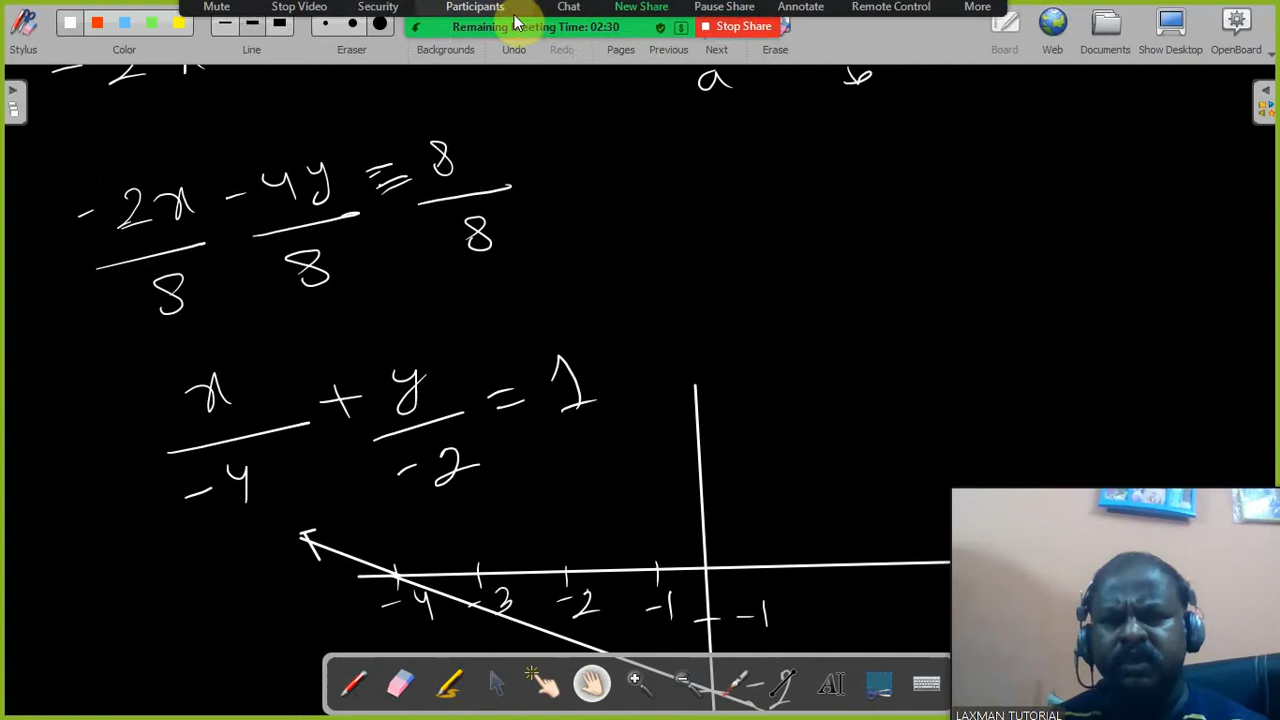 Mute Stop Video Security Participants Chat New Share Pause Share Annotate Remote Control More
Remaining Meeting Time: 02:30 Stop Share
Stylus Color Line Eraser Backgrounds Undo Redo Pages Previous Next Erase Board Web Documents Show Desktop OpenBoard
- 2x
a b
-2x/8 - 4y/8 = 8/8
x/-4 + y/-2 = 1
-4 -3 -2 -1
-1
-2
LAXMAN TUTORIAL